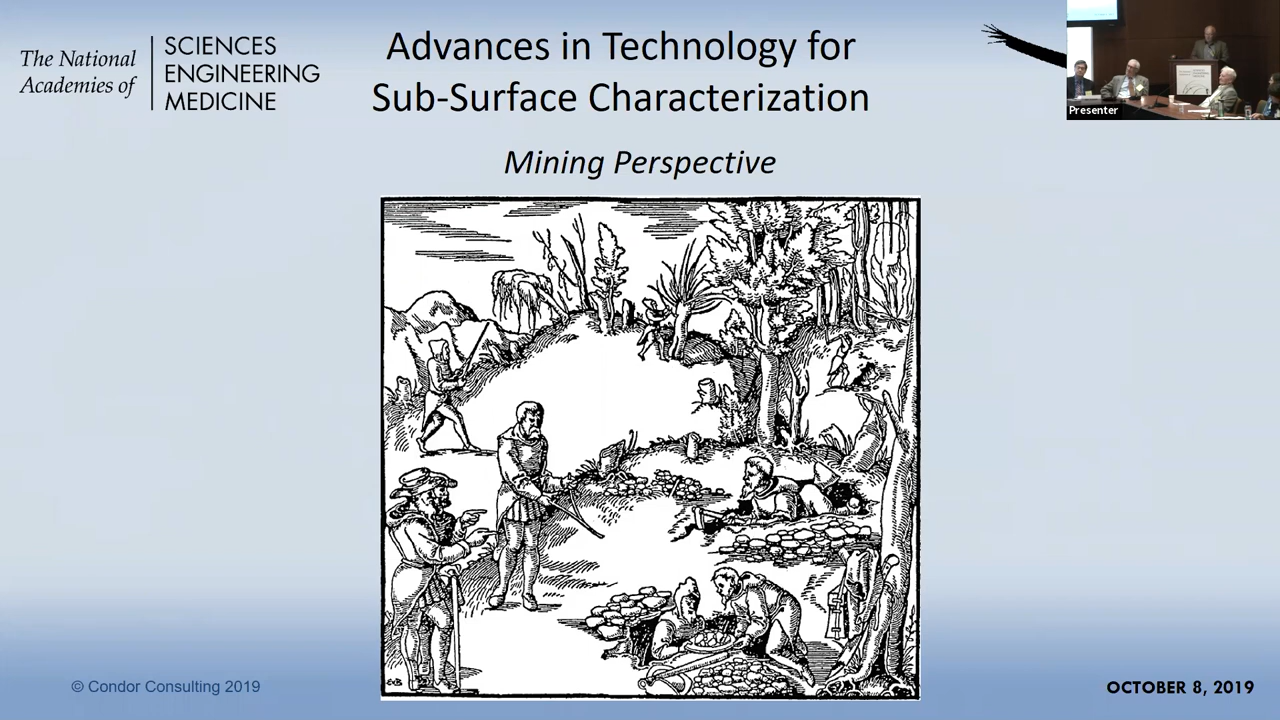 The National
Academies of
SCIENCES
ENGINEERING
MEDICINE
Advances in Technology for
Sub-Surface Characterization
Mining Perspective
Presenter
© Condor Consulting 2019
OCTOBER 8, 2019